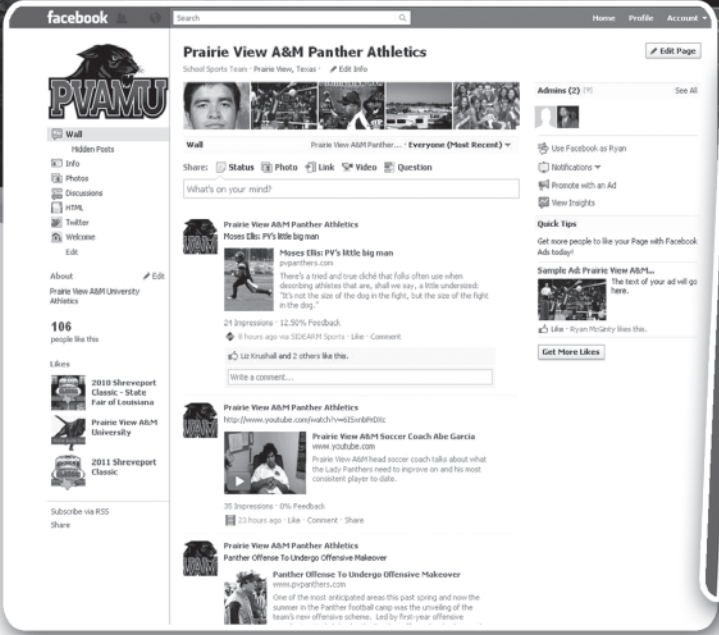 facebook
Search
Home Profile Account
PVAMU
Wall
Hidden Posts
Info
Photos
Discussions
HTML
Twitter
Welcome
Edit
About Edit
Prairie View A&M University
Athletics
106
people like this
Likes
2010 Shreveport
Classic - State
Fair of Louisiana
Prairie View A&M
University
2011 Shreveport
Classic
Subscribe via RSS
Share
Prairie View A&M Panther Athletics
School Sports Team · Prairie View, Texas · Edit Info
Wall Prairie View A&M Panther... · Everyone (Most Recent)
Share: Status Photo Link Video Question
What's on your mind?
Prairie View A&M Panther Athletics
Moses Ellis: PV's little big man
Moses Ellis: PV's little big man
pvpanthers.com
There's a tried and true cliché that folks often use when
describing athletes that are, shall we say, a little undersized:
"It's not the size of the dog in the fight, but the size of the fight
in the dog."
24 Impressions · 12.50% Feedback
8 hours ago via SIDEARM Sports · Like · Comment
Liz Krushall and 2 others like this.
Write a comment...
Prairie View A&M Panther Athletics
Prairie View A&M Soccer Coach Abe Garcia
www.youtube.com
Prairie View A&M head soccer coach talks about what
the Lady Panthers need to improve on and his most
consistent player to date.
35 Impressions · 0% Feedback
23 hours ago · Like · Comment · Share
Prairie View A&M Panther Athletics
Panther Offense To Undergo Offensive Makeover
Panther Offense To Undergo Offensive Makeover
www.pvpanthers.com
One of the most anticipated areas this past spring and now the
summer in the Panther football camp was the unveiling of the
team's new offensive scheme. Led by first-year offensive
Edit Page
Admins (2) [?] See All
Use Facebook as Ryan
Notifications
Promote with an Ad
View Insights
Quick Tips
Get more people to like your Page with Facebook
Ads today!
Sample Ad: Prairie View A&M...
The text of your ad will go
here.
Like · Ryan McGinty likes this.
Get More Likes